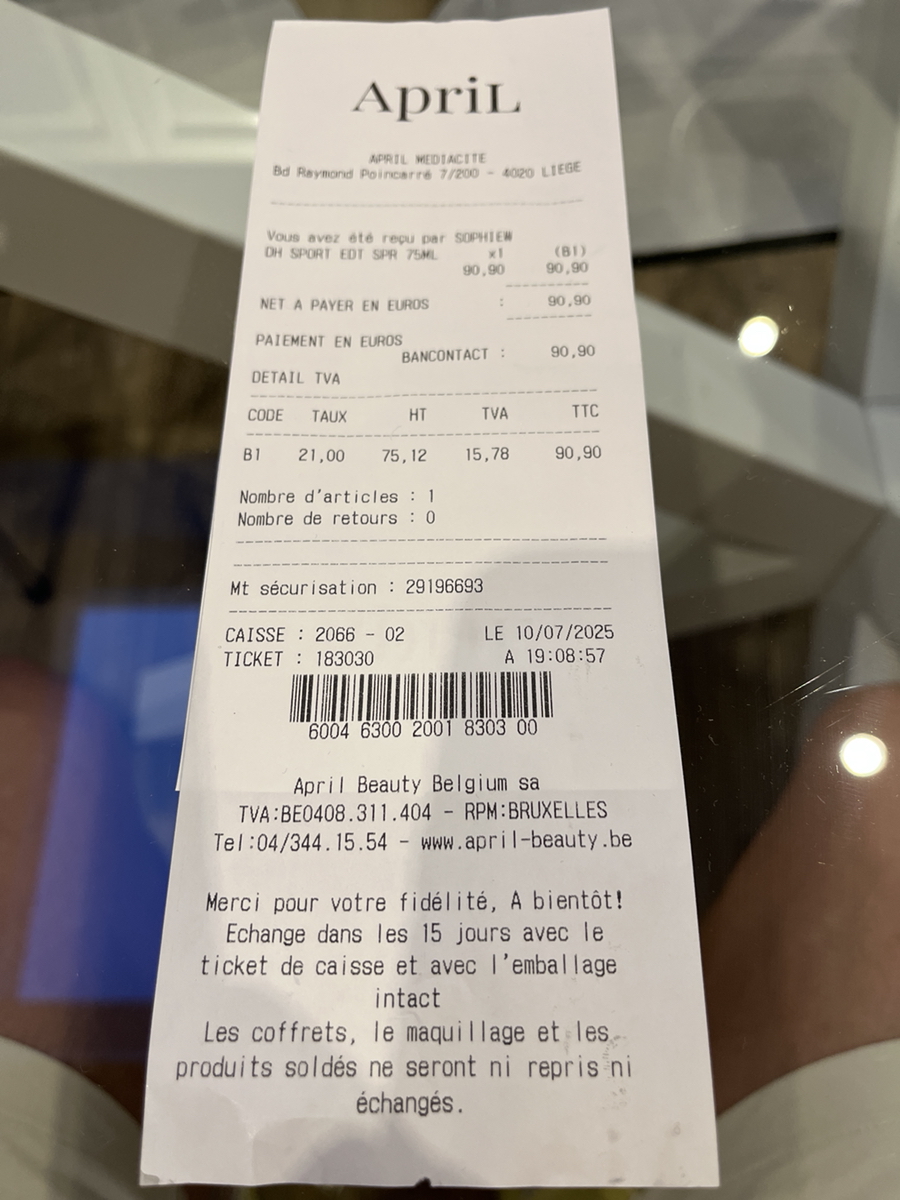 ApriL
APRIL MEDIACITE
Bd Raymond Poincarré 7/200 - 4020 LIEGE
Vous avez été reçu par SOPHIEW
DH SPORT EDT SPR 75ML x1 (B1)
90,90 90,90
NET A PAYER EN EUROS : 90,90
PAIEMENT EN EUROS
BANCONTACT : 90,90
DETAIL TVA
CODE TAUX HT TVA TTC
B1 21,00 75,12 15,78 90,90
Nombre d'articles : 1
Nombre de retours : 0
Mt sécurisation : 29196693
CAISSE : 2066 - 02 LE 10/07/2025
TICKET : 183030 A 19:08:57
6004 6300 2001 8303 00
April Beauty Belgium sa
TVA:BE0408.311.404 - RPM:BRUXELLES
Tel:04/344.15.54 - www.april-beauty.be
Merci pour votre fidélité, A bientôt!
Echange dans les 15 jours avec le
ticket de caisse et avec l'emballage
intact
Les coffrets, le maquillage et les
produits soldés ne seront ni repris ni
échangés.